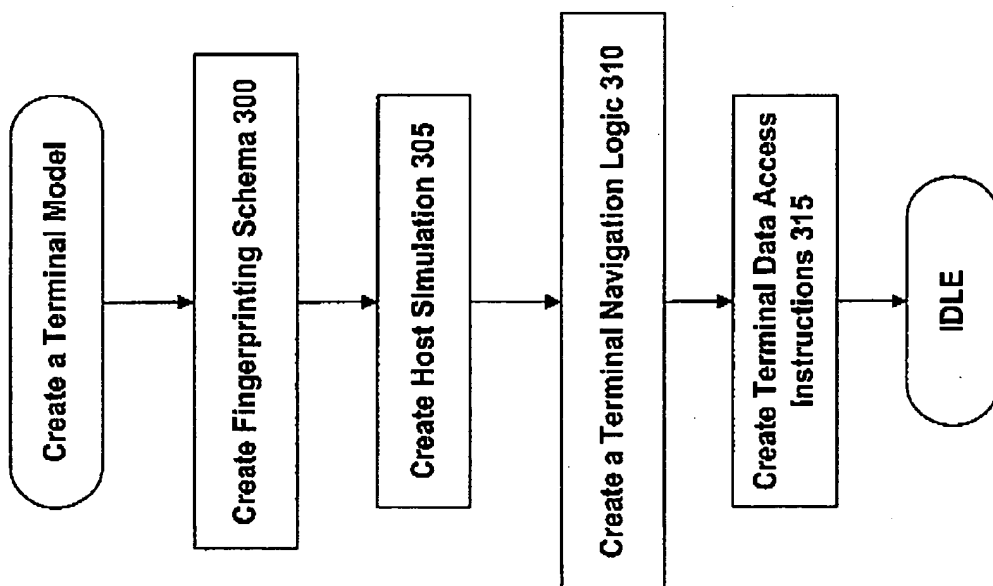 Create a Terminal Model
Create Fingerprinting Schema 300
Create Host Simulation 305
Create a Terminal Navigation Logic 310
Create Terminal Data Access
Instructions 315
IDLE